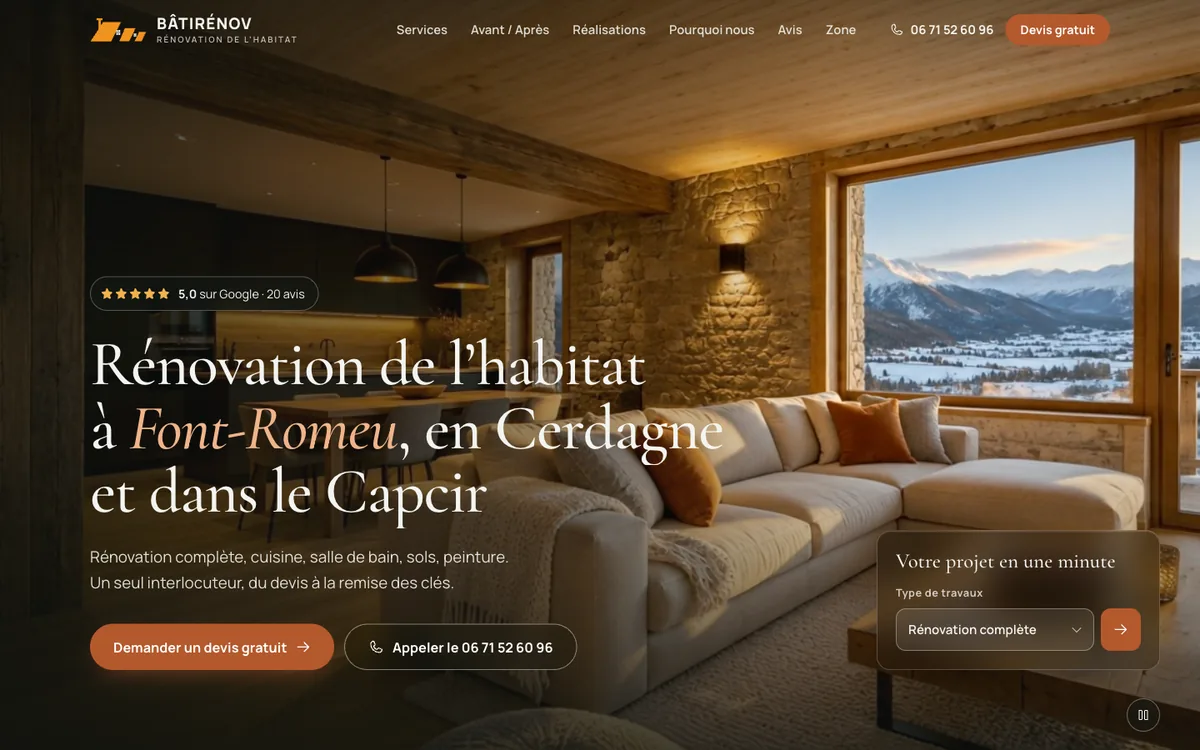 BÂTIRÉNOV
RÉNOVATION DE L'HABITAT
Services
Avant / Après
Réalisations
Pourquoi nous
Avis
Zone
06 71 52 60 96
Devis gratuit
5,0 sur Google · 20 avis
Rénovation de l’habitat
à Font-Romeu, en Cerdagne
et dans le Capcir
Rénovation complète, cuisine, salle de bain, sols, peinture.
Un seul interlocuteur, du devis à la remise des clés.
Demander un devis gratuit
Appeler le 06 71 52 60 96
Votre projet en une minute
Type de travaux
Rénovation complète